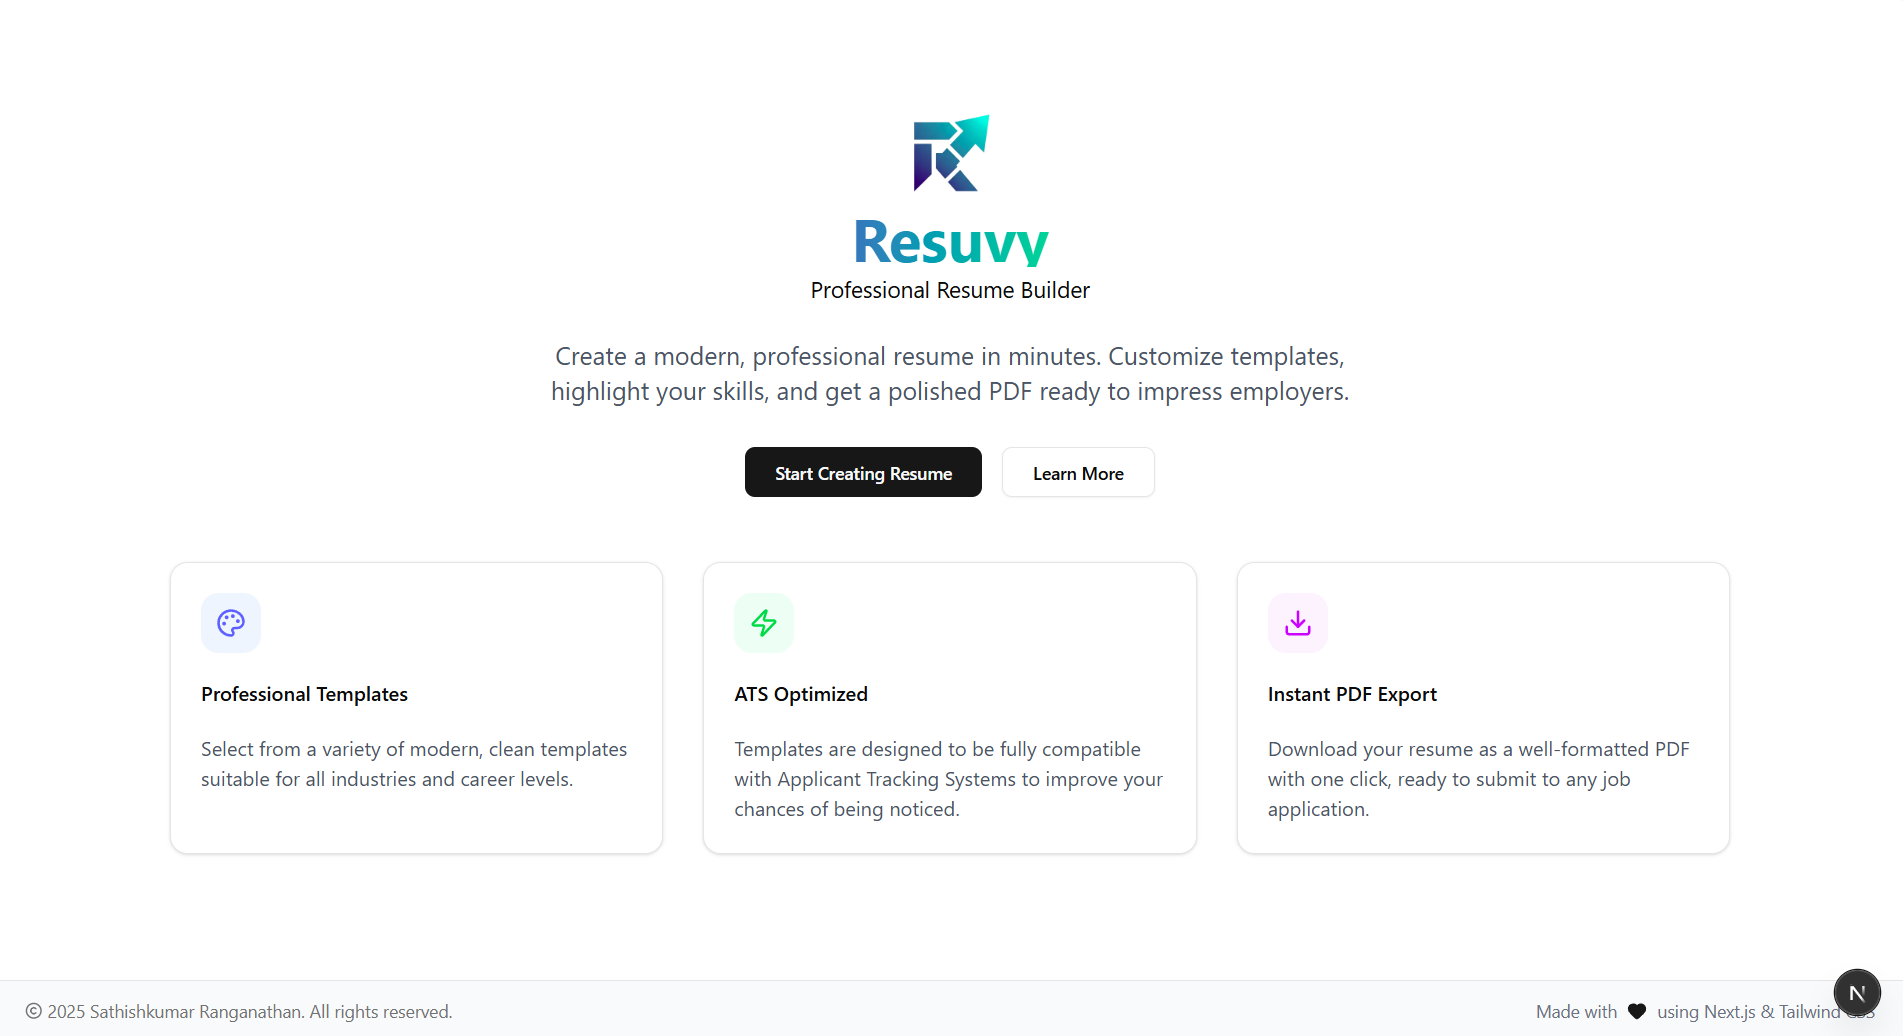 Resuvy
Professional Resume Builder
Create a modern, professional resume in minutes. Customize templates,
highlight your skills, and get a polished PDF ready to impress employers.
Start Creating Resume
Learn More
Professional Templates
Select from a variety of modern, clean templates
suitable for all industries and career levels.
ATS Optimized
Templates are designed to be fully compatible
with Applicant Tracking Systems to improve your
chances of being noticed.
Instant PDF Export
Download your resume as a well-formatted PDF
with one click, ready to submit to any job
application.
© 2025 Sathishkumar Ranganathan. All rights reserved.
Made with ♥ using Next.js & Tailwind CSS
N